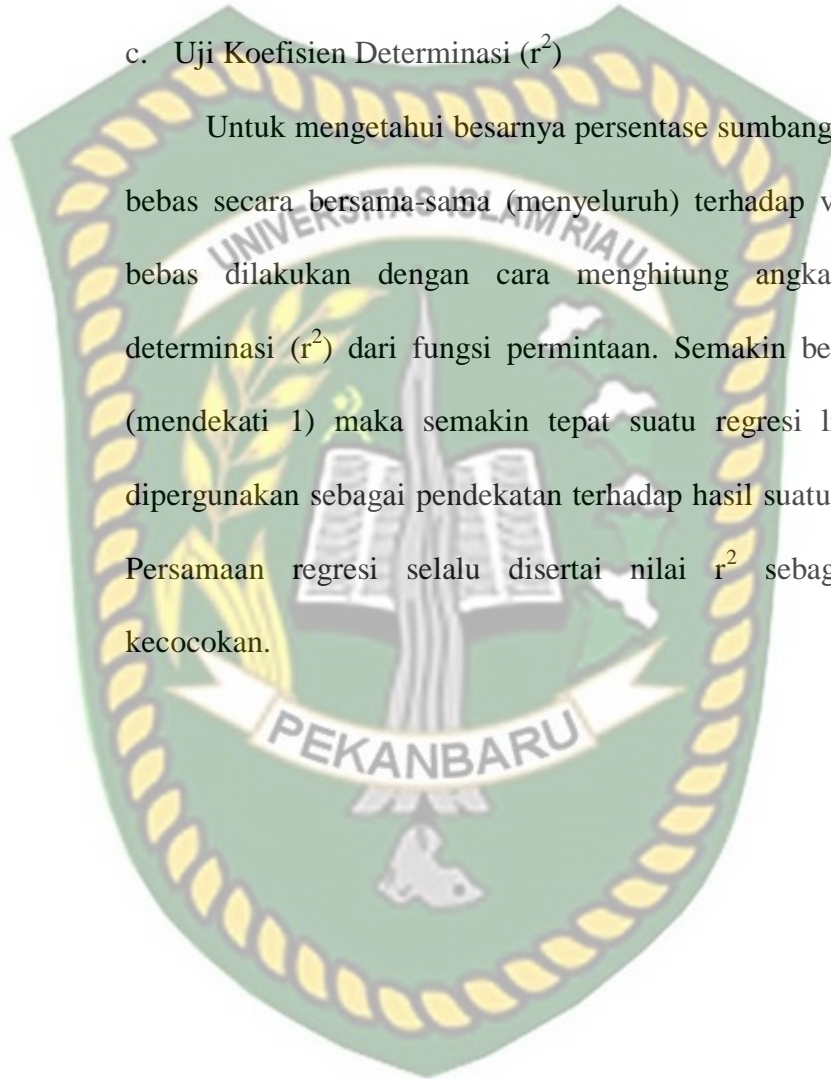 c. Uji Koefisien Determinasi (r²)
Untuk mengetahui besarnya persentase sumbang
bebas secara bersama-sama (menyeluruh) terhadap v
bebas dilakukan dengan cara menghitung angka
determinasi (r²) dari fungsi permintaan. Semakin be
(mendekati 1) maka semakin tepat suatu regresi l
dipergunakan sebagai pendekatan terhadap hasil suatu
Persamaan regresi selalu disertai nilai r² sebag
kecocokan.
UNIVERSITAS ISLAM RIAU
PEKANBARU